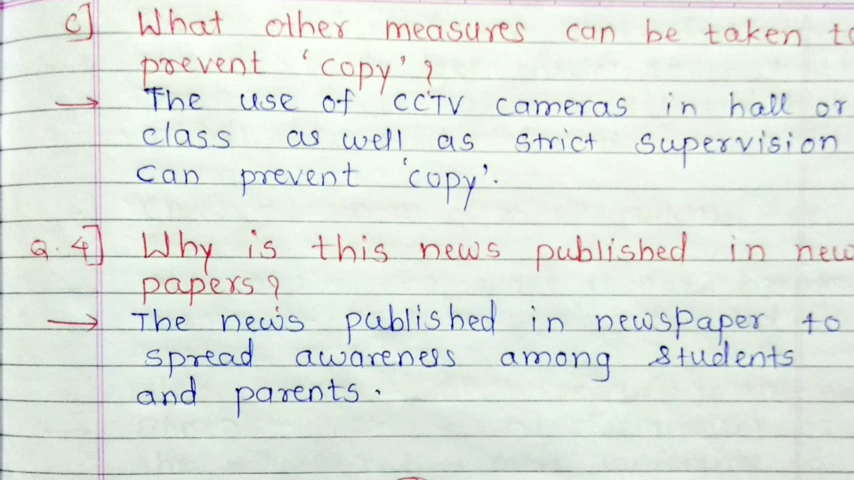 c] What other measures can be taken to
prevent 'copy'?
→ The use of CCTV cameras in hall or
class as well as strict supervision
can prevent 'copy'.
Q.4] Why is this news published in new
papers?
→ The news published in newspaper to
spread awareness among students
and parents.